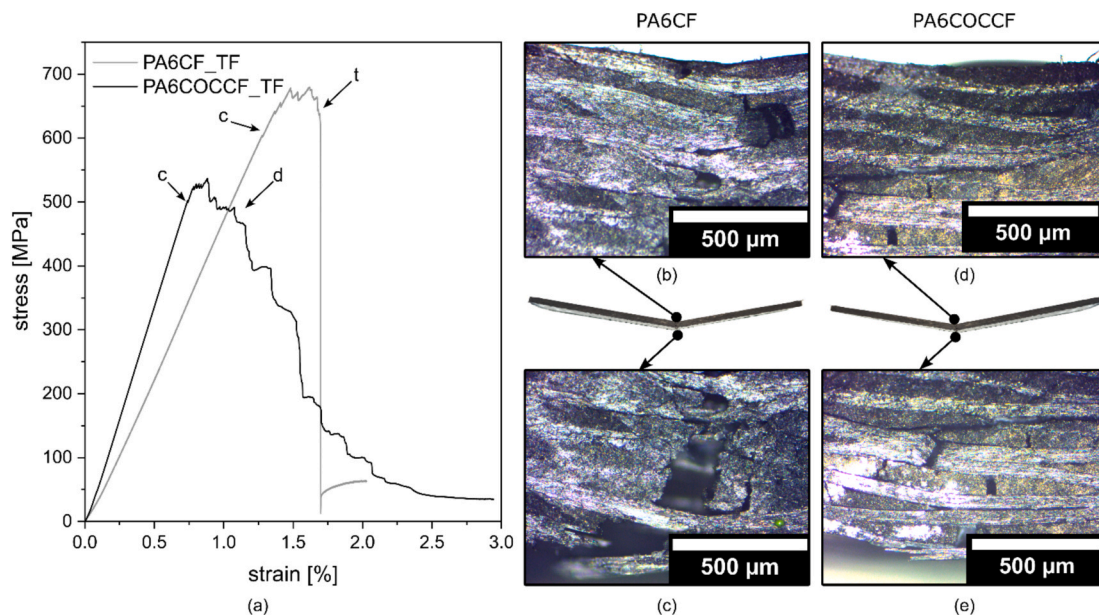 PA6CF
PA6COCCF
700
600
500
400
300
200
100
0
stress [MPa]
PA6CF_TF
PA6COCCF_TF
c
t
c
d
0.0 0.5 1.0 1.5 2.0 2.5 3.0
strain [%]
(a)
500 µm
(b)
500 µm
(d)
500 µm
(c)
500 µm
(e)